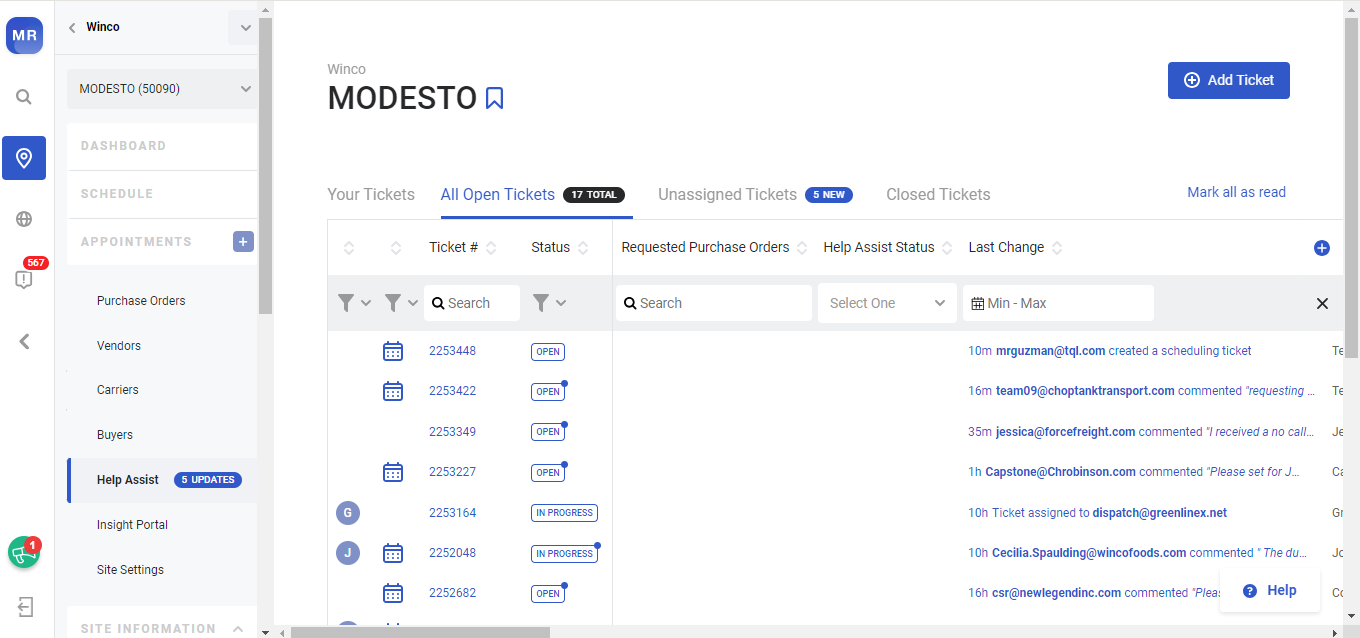 MR
Winco
MODESTO (50090)
DASHBOARD
SCHEDULE
APPOINTMENTS
567
Purchase Orders
Vendors
Carriers
Buyers
Help Assist 5 UPDATES
Insight Portal
Site Settings
1
SITE INFORMATION
Winco
MODESTO
Add Ticket
Your Tickets All Open Tickets 17 TOTAL Unassigned Tickets 5 NEW Closed Tickets Mark all as read
Ticket # Status Requested Purchase Orders Help Assist Status Last Change
Search Search Select One Min - Max
2253448 OPEN 10m mrguzman@tql.com created a scheduling ticket Te
2253422 OPEN 16m team09@choptanktransport.com commented "requesting ... Te
2253349 OPEN 35m jessica@forcefreight.com commented "I received a no call... Je
2253227 OPEN 1h Capstone@Chrobinson.com commented "Please set for J... Ca
G 2253164 IN PROGRESS 10h Ticket assigned to dispatch@greenlinex.net Gr
J 2252048 IN PROGRESS 10h Cecilia.Spaulding@wincofoods.com commented " The du... Jo
2252682 OPEN 16h csr@newlegendinc.com commented "Pleas Co
Help